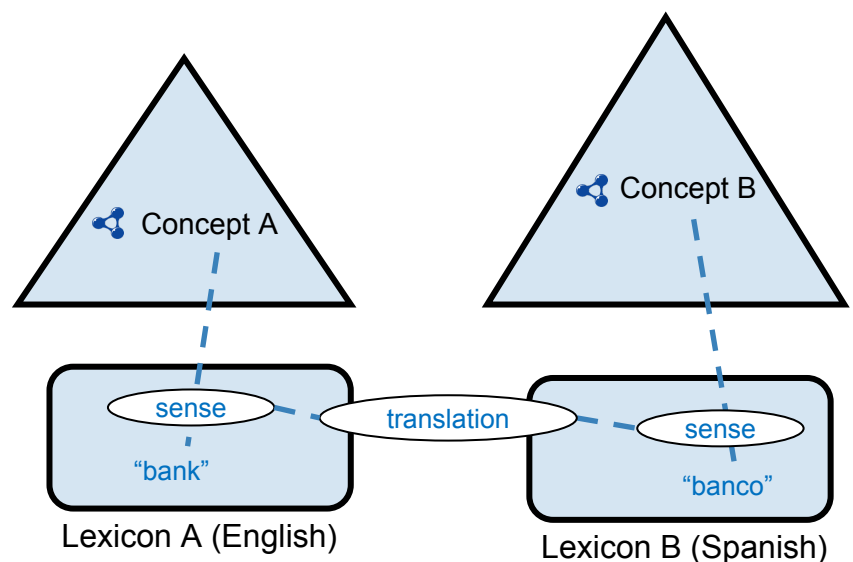 Concept A
Concept B
sense
translation
sense
“bank”
“banco”
Lexicon A (English)
Lexicon B (Spanish)